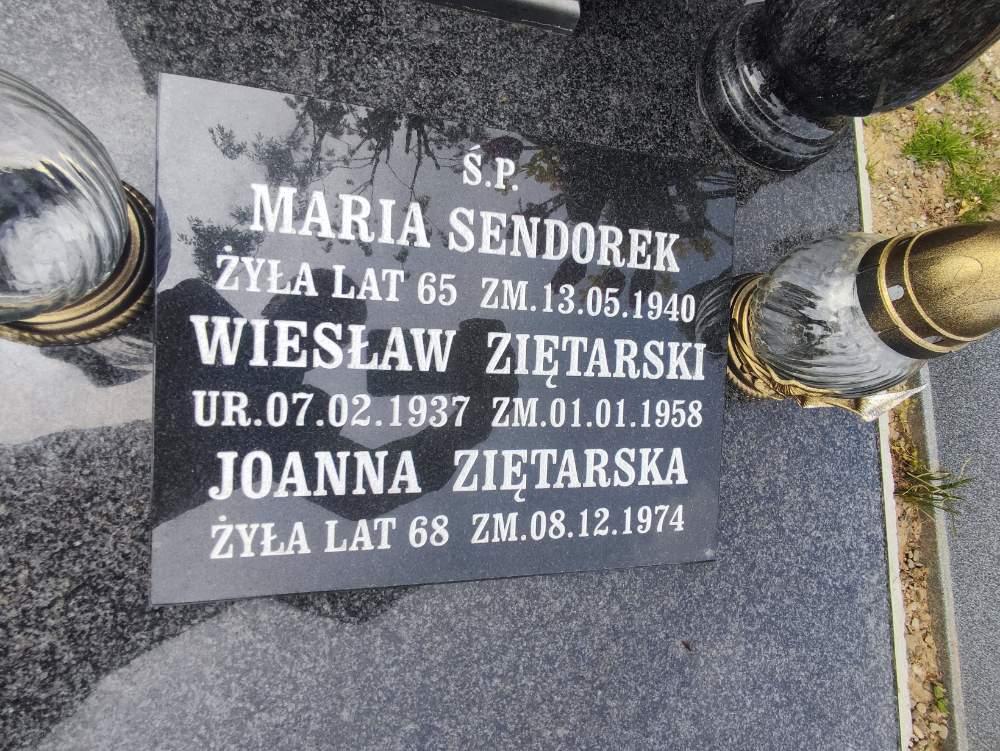 Ś.P.
MARIA SENDOREK
ŻYŁA LAT 65 ZM.13.05.1940
WIESŁAW ZIĘTARSKI
UR.07.02.1937 ZM.01.01.1958
JOANNA ZIĘTARSKA
ŻYŁA LAT 68 ZM.08.12.1974